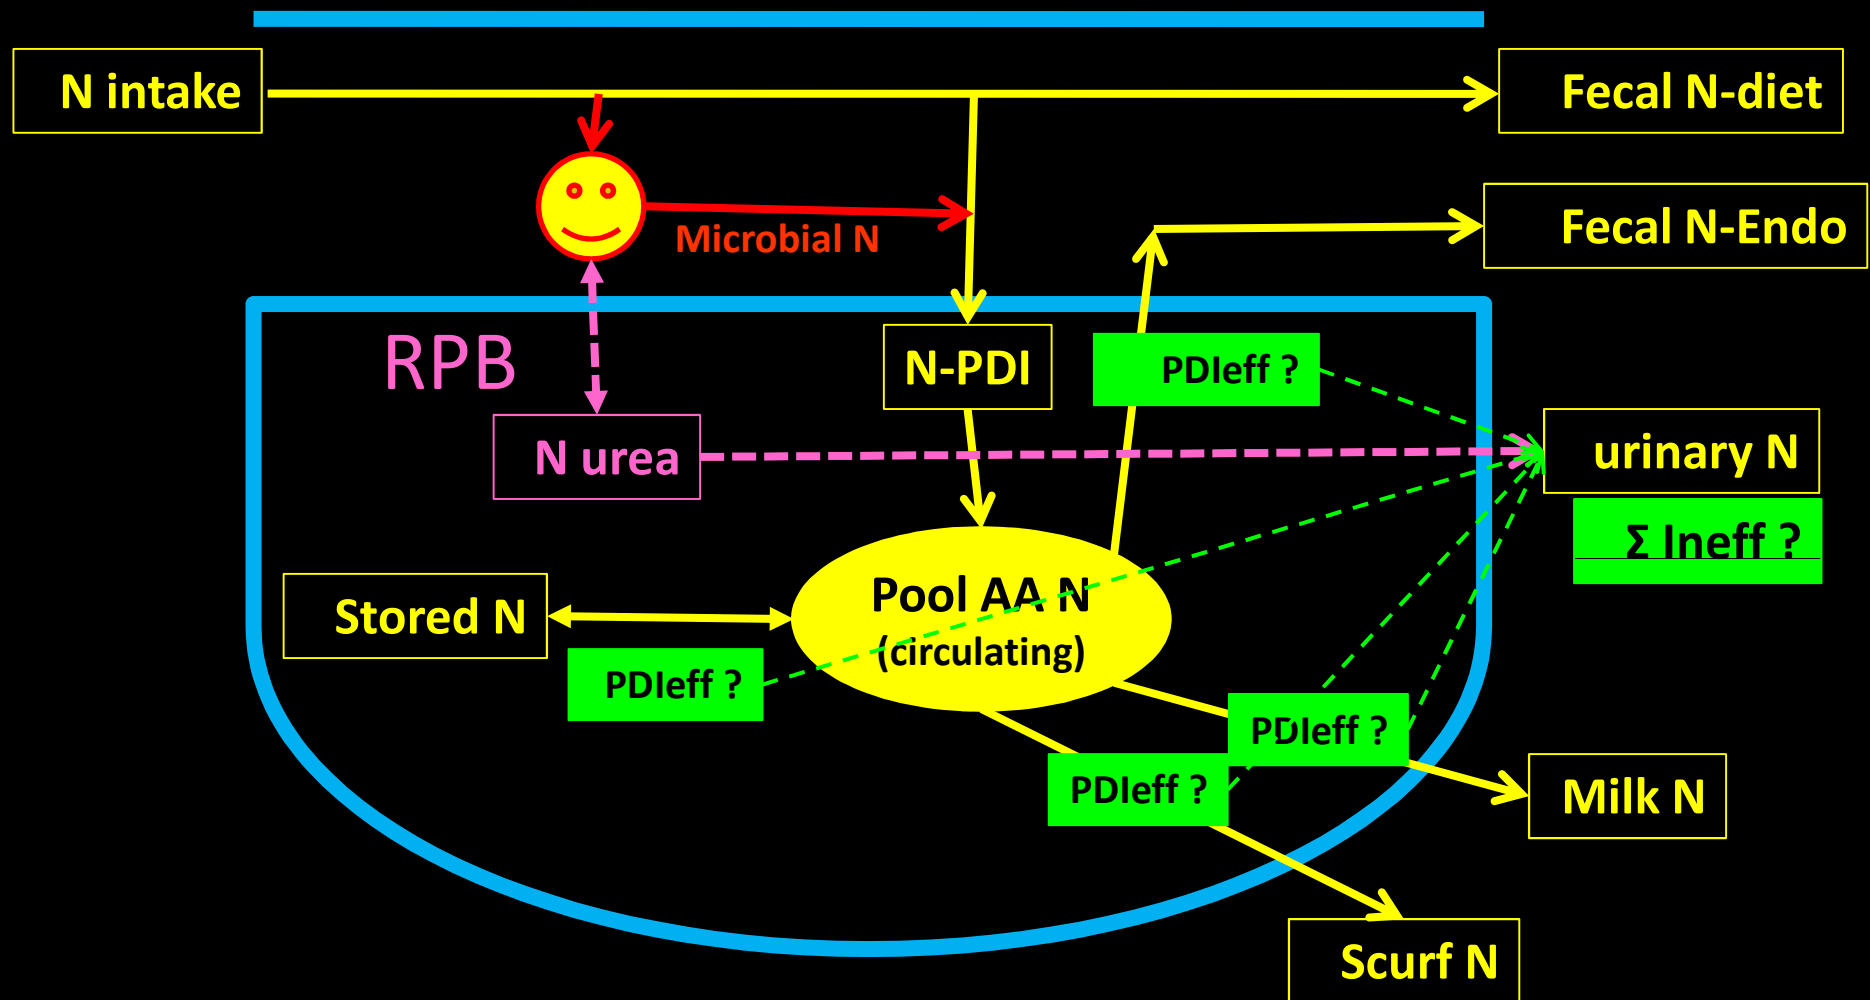 N intake
Fecal N-diet
Fecal N-Endo
Microbial N
RPB
N-PDI
PDIeff ?
N urea
urinary N
Σ Ineff ?
Pool AA N
(circulating)
Stored N
PDIeff ?
PDIeff ?
PDIeff ?
Milk N
Scurf N